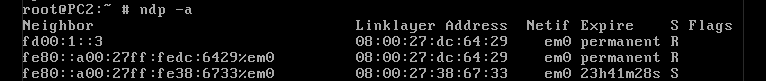 root@PC2:~ # ndp -a
Neighbor Linklayer Address Netif Expire S Flags
fd00:1::3 08:00:27:dc:64:29 em0 permanent R
fe80::a00:27ff:fedc:6429%em0 08:00:27:dc:64:29 em0 permanent R
fe80::a00:27ff:fe38:6733%em0 08:00:27:38:67:33 em0 23h41m28s S